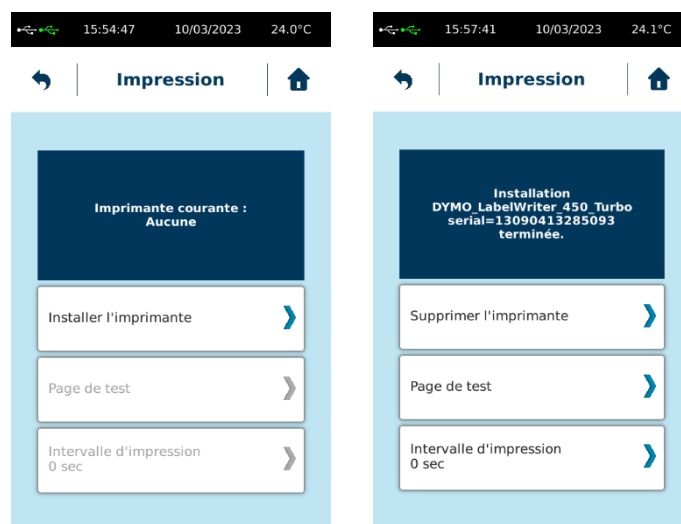 15:54:47 10/03/2023 24.0°C
Impression
Imprimante courante :
Aucune
Installer l'imprimante
Page de test
Intervalle d'impression
0 sec
15:57:41 10/03/2023 24.1°C
Impression
Installation
DYMO_LabelWriter_450_Turbo
serial=13090413285093
terminée.
Supprimer l'imprimante
Page de test
Intervalle d'impression
0 sec